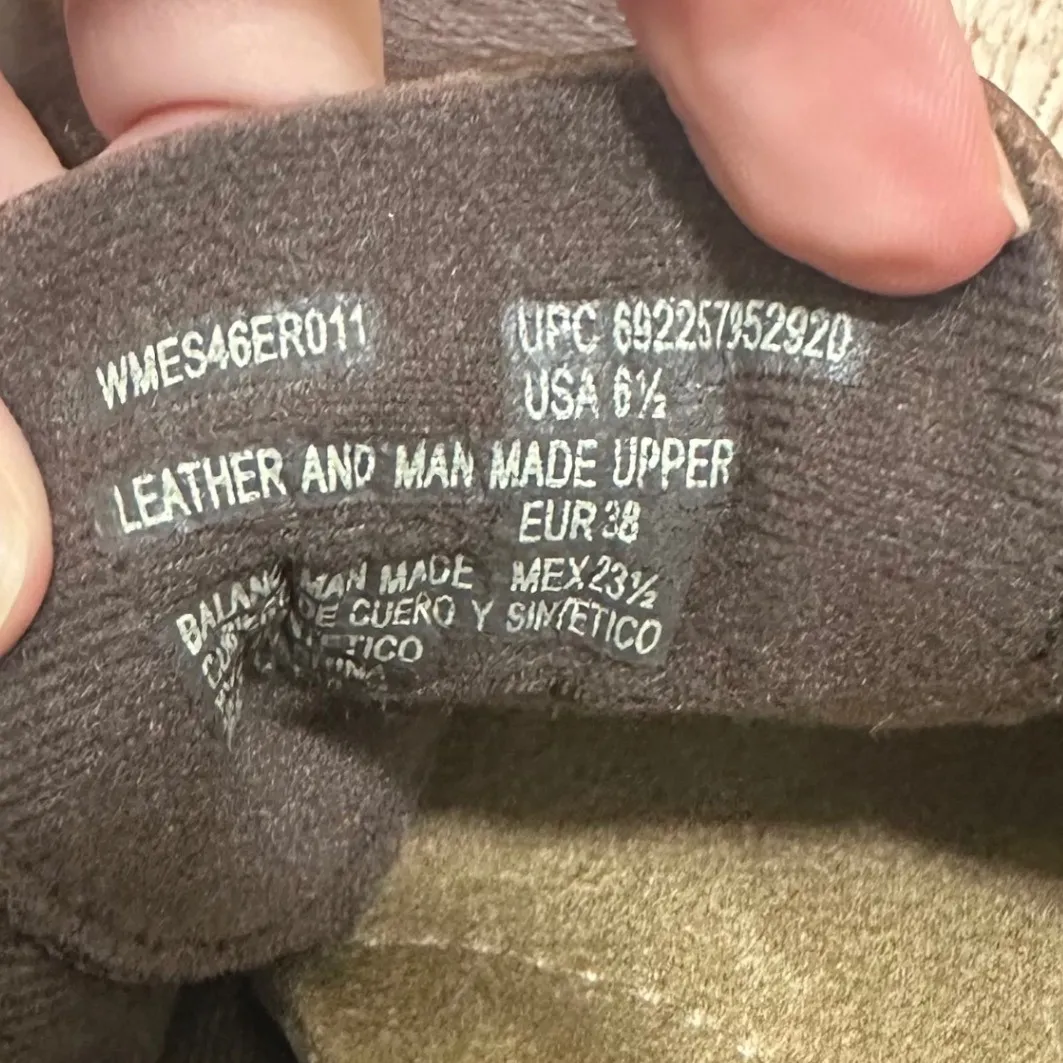 WMES46ER011
UPC 692257952920
USA 6½
LEATHER AND MAN MADE UPPER
EUR 38
MAN MADE
MEX 23½
DE CUERO Y SINTETICO